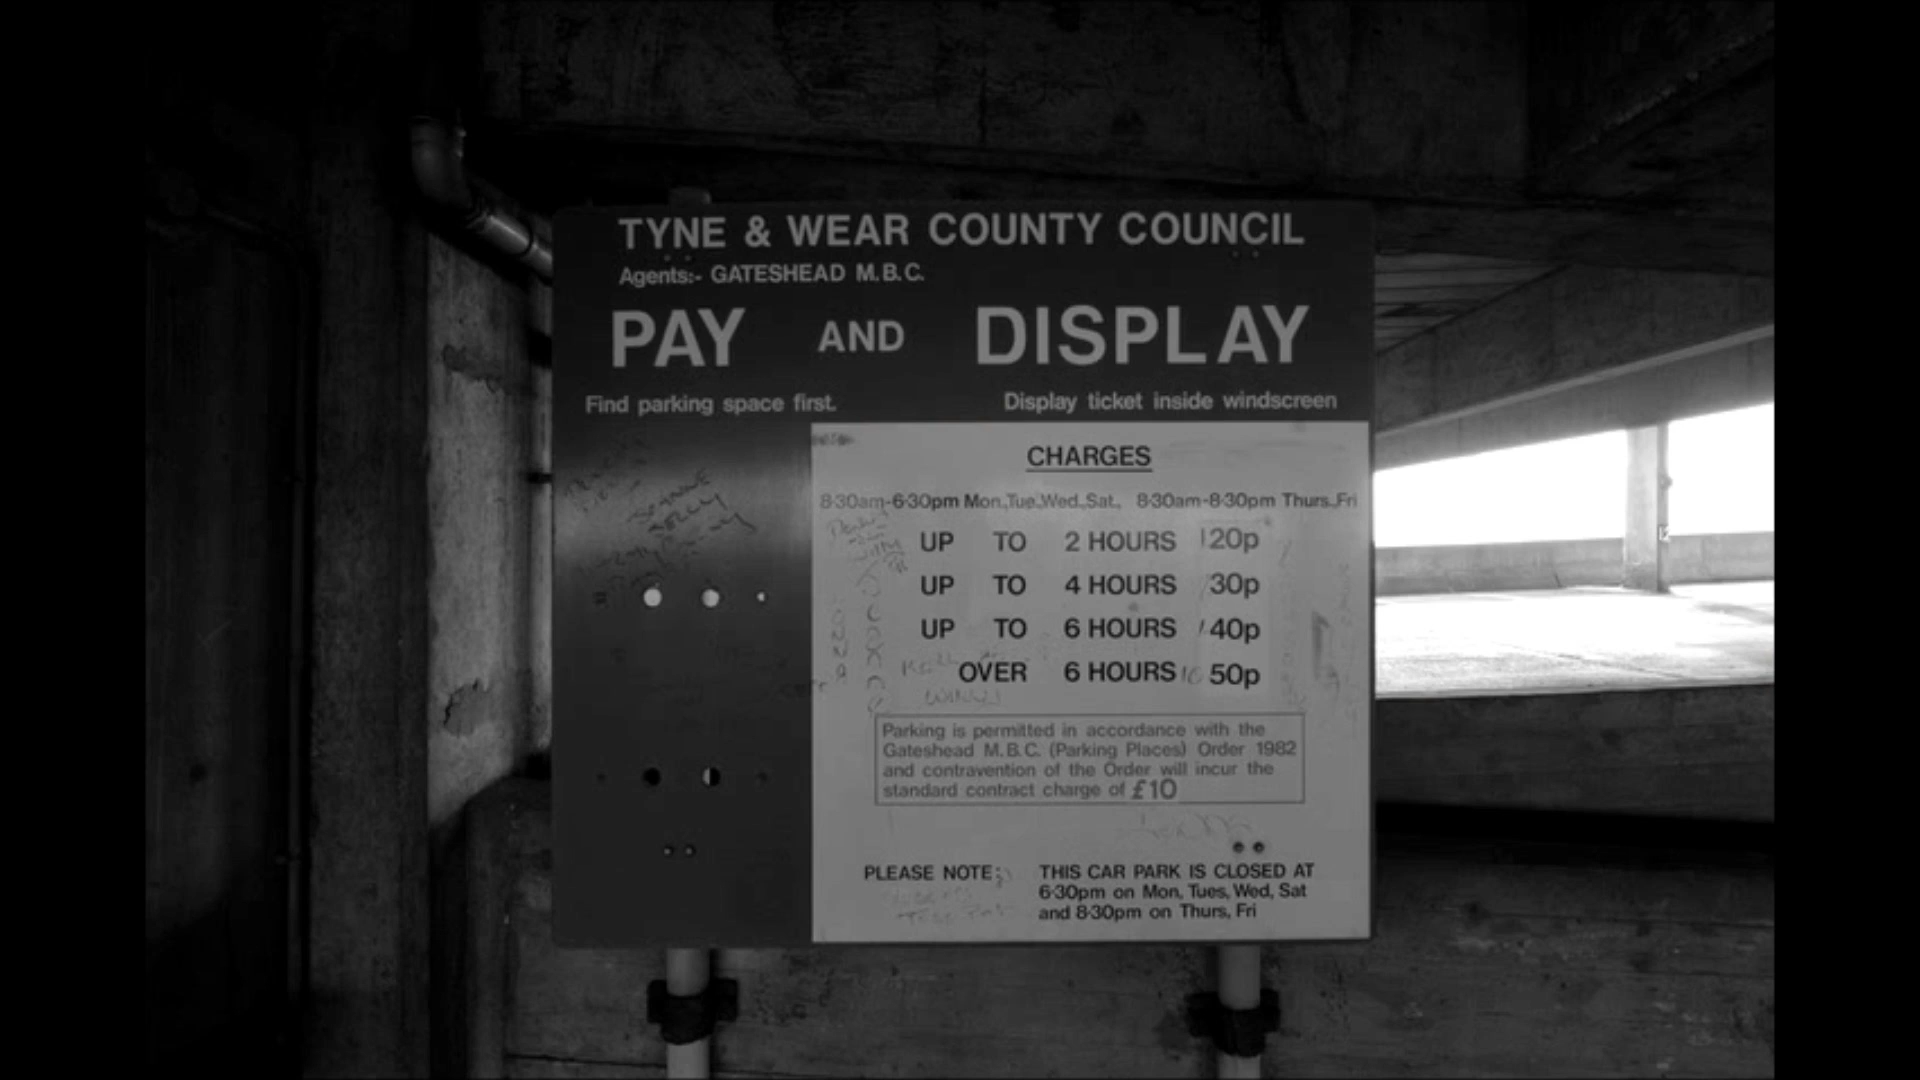 TYNE & WEAR COUNTY COUNCIL
Agents:- GATESHEAD M.B.C.
PAY AND DISPLAY
Find parking space first.
Display ticket inside windscreen
CHARGES
8·30am-6·30pm Mon.,Tue.,Wed.,Sat., 8·30am-8·30pm Thurs.,Fri
UP TO 2 HOURS 20p
UP TO 4 HOURS 30p
UP TO 6 HOURS 40p
OVER 6 HOURS 50p
Parking is permitted in accordance with the
Gateshead M.B.C. (Parking Places) Order 1982
and contravention of the Order will incur the
standard contract charge of £10
PLEASE NOTE: THIS CAR PARK IS CLOSED AT
6·30pm on Mon, Tues, Wed, Sat
and 8·30pm on Thurs, Fri